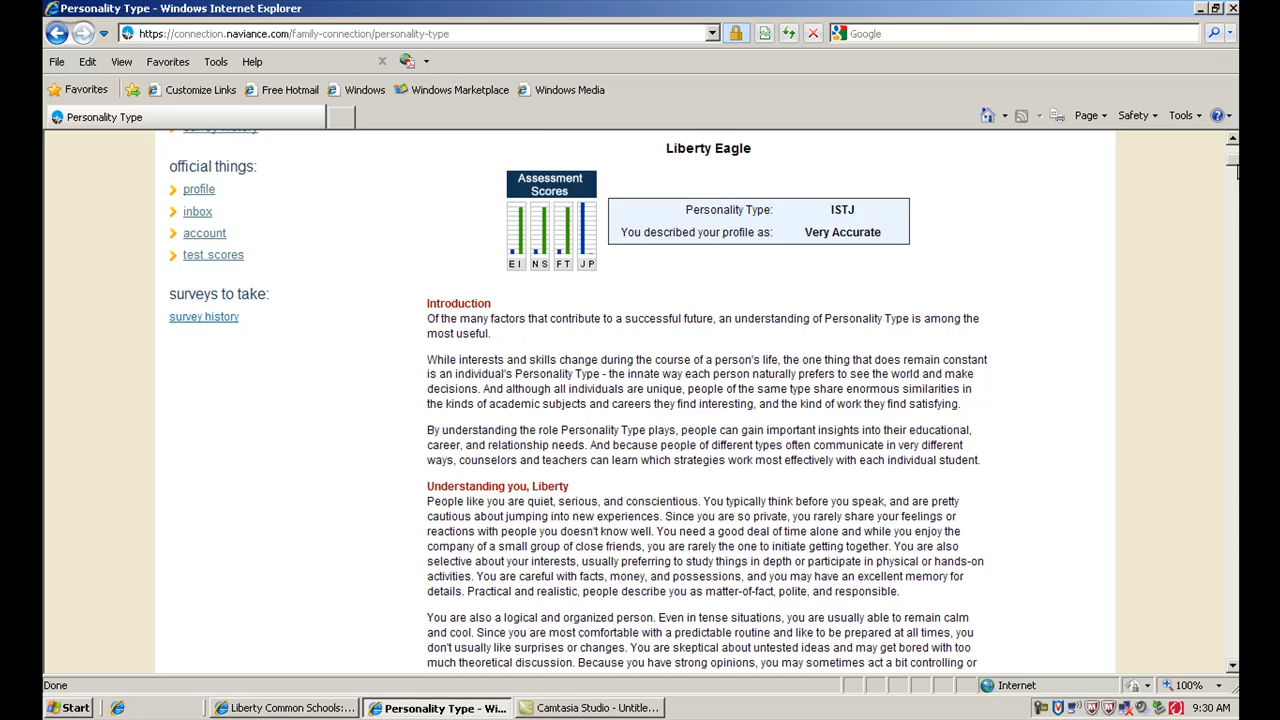 Personality Type - Windows Internet Explorer
https://connection.naviance.com/family-connection/personality-type
Google
File Edit View Favorites Tools Help
Favorites Customize Links Free Hotmail Windows Windows Marketplace Windows Media
Personality Type
Page Safety Tools
survey history
official things:
profile
inbox
account
test scores
surveys to take:
survey history
Liberty Eagle
Assessment
Scores
E I N S F T J P
Personality Type: ISTJ
You described your profile as: Very Accurate
Introduction
Of the many factors that contribute to a successful future, an understanding of Personality Type is among the
most useful.
While interests and skills change during the course of a person's life, the one thing that does remain constant
is an individual's Personality Type - the innate way each person naturally prefers to see the world and make
decisions. And although all individuals are unique, people of the same type share enormous similarities in
the kinds of academic subjects and careers they find interesting, and the kind of work they find satisfying.
By understanding the role Personality Type plays, people can gain important insights into their educational,
career, and relationship needs. And because people of different types often communicate in very different
ways, counselors and teachers can learn which strategies work most effectively with each individual student.
Understanding you, Liberty
People like you are quiet, serious, and conscientious. You typically think before you speak, and are pretty
cautious about jumping into new experiences. Since you are so private, you rarely share your feelings or
reactions with people you doesn't know well. You need a good deal of time alone and while you enjoy the
company of a small group of close friends, you are rarely the one to initiate getting together. You are also
selective about your interests, usually preferring to study things in depth or participate in physical or hands-on
activities. You are careful with facts, money, and possessions, and you may have an excellent memory for
details. Practical and realistic, people describe you as matter-of-fact, polite, and responsible.
You are also a logical and organized person. Even in tense situations, you are usually able to remain calm
and cool. Since you are most comfortable with a predictable routine and like to be prepared at all times, you
don't usually like surprises or changes. You are skeptical about untested ideas and may get bored with too
much theoretical discussion. Because you have strong opinions, you may sometimes act a bit controlling or
Done
Internet
100%
Start
Liberty Common Schools:...
Personality Type - Wi...
Camtasia Studio - Untitle...
9:30 AM